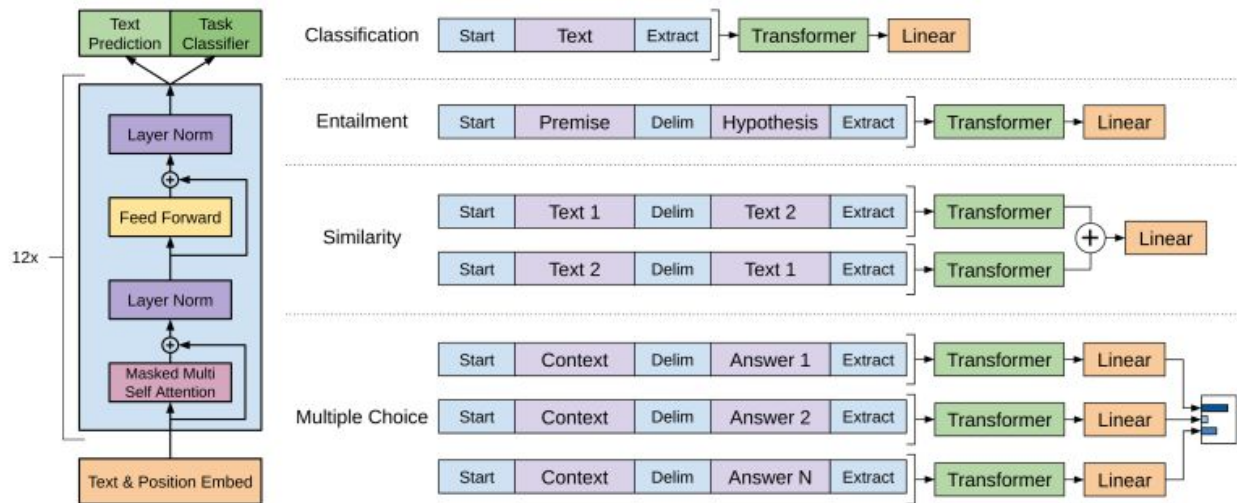 Text
Prediction
Task
Classifier
Layer Norm
+
Feed Forward
12x
Layer Norm
+
Masked Multi
Self Attention
Text & Position Embed
Classification
Start Text Extract Transformer Linear
Entailment
Start Premise Delim Hypothesis Extract Transformer Linear
Similarity
Start Text 1 Delim Text 2 Extract Transformer
+ Linear
Start Text 2 Delim Text 1 Extract Transformer
Multiple Choice
Start Context Delim Answer 1 Extract Transformer Linear
Start Context Delim Answer 2 Extract Transformer Linear
Start Context Delim Answer N Extract Transformer Linear